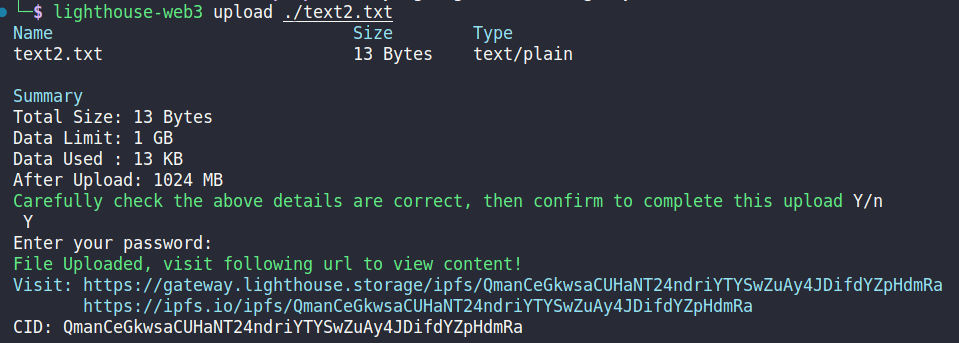 └─$ lighthouse-web3 upload ./text2.txt
Name Size Type
text2.txt 13 Bytes text/plain
Summary
Total Size: 13 Bytes
Data Limit: 1 GB
Data Used : 13 KB
After Upload: 1024 MB
Carefully check the above details are correct, then confirm to complete this upload Y/n
Y
Enter your password:
File Uploaded, visit following url to view content!
Visit: https://gateway.lighthouse.storage/ipfs/QmanCeGkwsaCUHaNT24ndriYTYSwZuAy4JDifdYZpHdmRa
https://ipfs.io/ipfs/QmanCeGkwsaCUHaNT24ndriYTYSwZuAy4JDifdYZpHdmRa
CID: QmanCeGkwsaCUHaNT24ndriYTYSwZuAy4JDifdYZpHdmRa